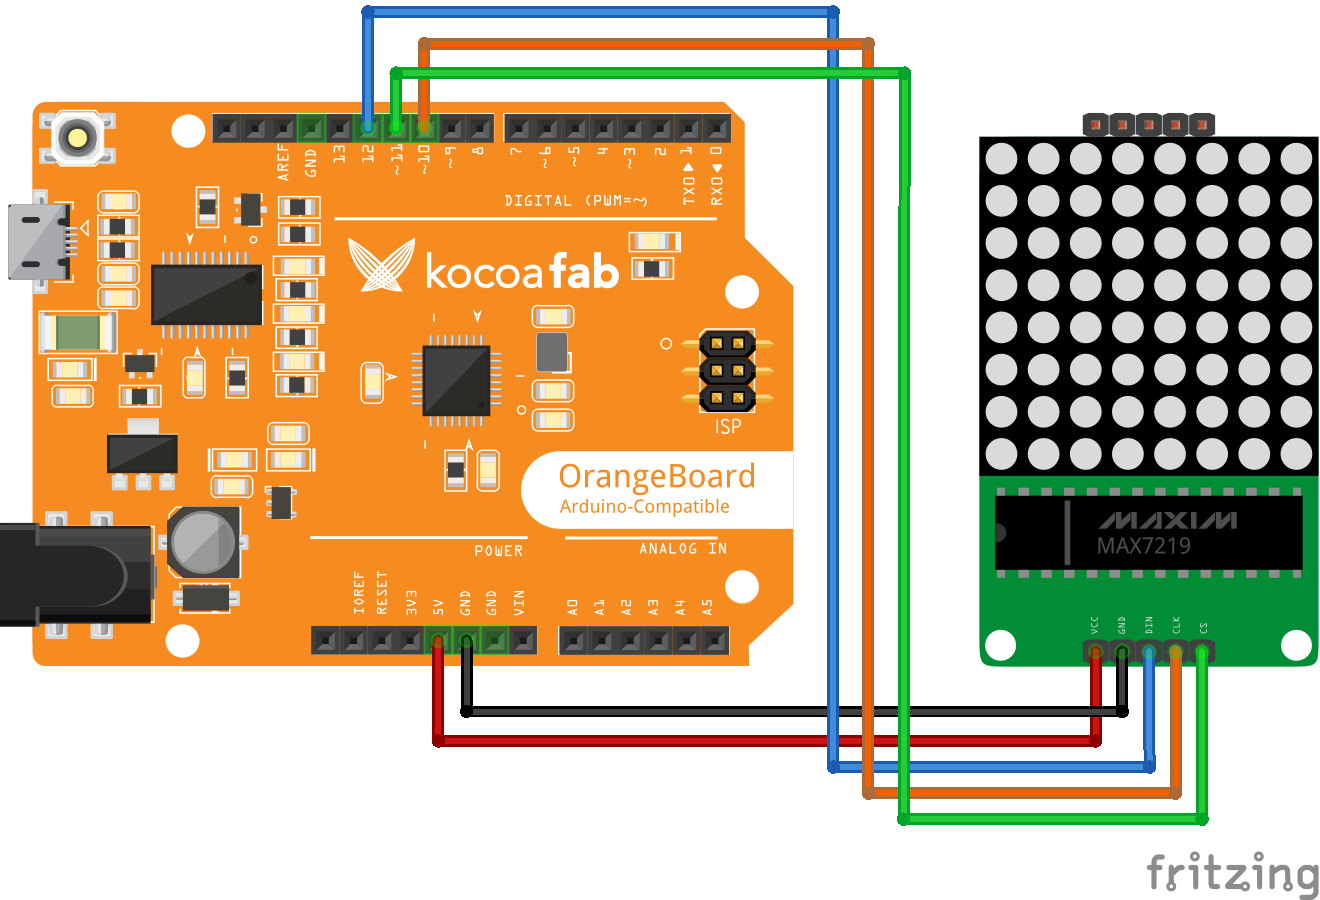 AREF
GND
13
12
~11
~10
~9
8
7
~6
~5
4
~3
2
TX0▶1
RX0◀0
DIGITAL (PWM=~)
kocoafab
ISP
OrangeBoard
Arduino-Compatible
POWER
ANALOG IN
IOREF
RESET
3V3
5V
GND
GND
VIN
A0
A1
A2
A3
A4
A5
MAXIM
MAX7219
VCC
GND
DIN
CLK
CS
fritzing